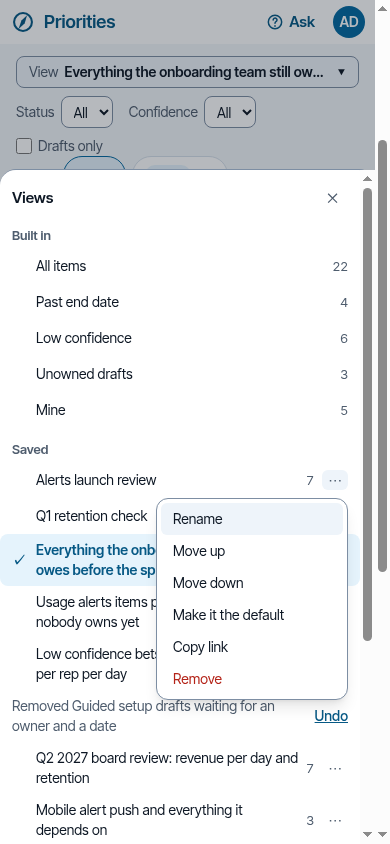 Priorities
Ask
AD
View Everything the onboarding team still ow...
Status All Confidence All
Drafts only
Views
Built in
All items 22
Past end date 4
Low confidence 6
Unowned drafts 3
Mine 5
Saved
Alerts launch review 7
Q1 retention check
Everything the onb
owes before the sp
Usage alerts items
nobody owns yet
Low confidence bets
per rep per day
Rename
Move up
Move down
Make it the default
Copy link
Remove
Removed Guided setup drafts waiting for an
owner and a date
Undo
Q2 2027 board review: revenue per day and
retention
7
Mobile alert push and everything it
depends on
3